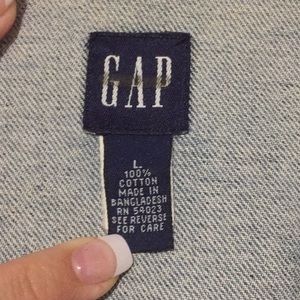 GAP
L
100%
COTTON
MADE IN
BANGLADESH
RN 54023
SEE REVERSE
FOR CARE